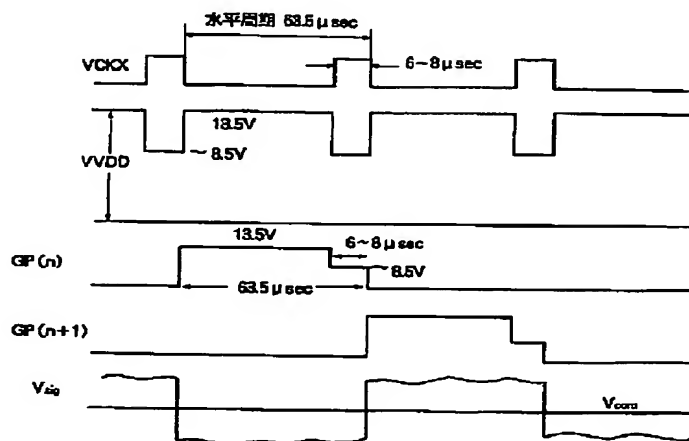 水平周期 63.5μsec
VCKX
6~8μsec
13.5V
~8.5V
VVDD
13.5V
6~8μsec
GP(n)
8.5V
63.5μsec
GP(n+1)
Vsig
Vcom